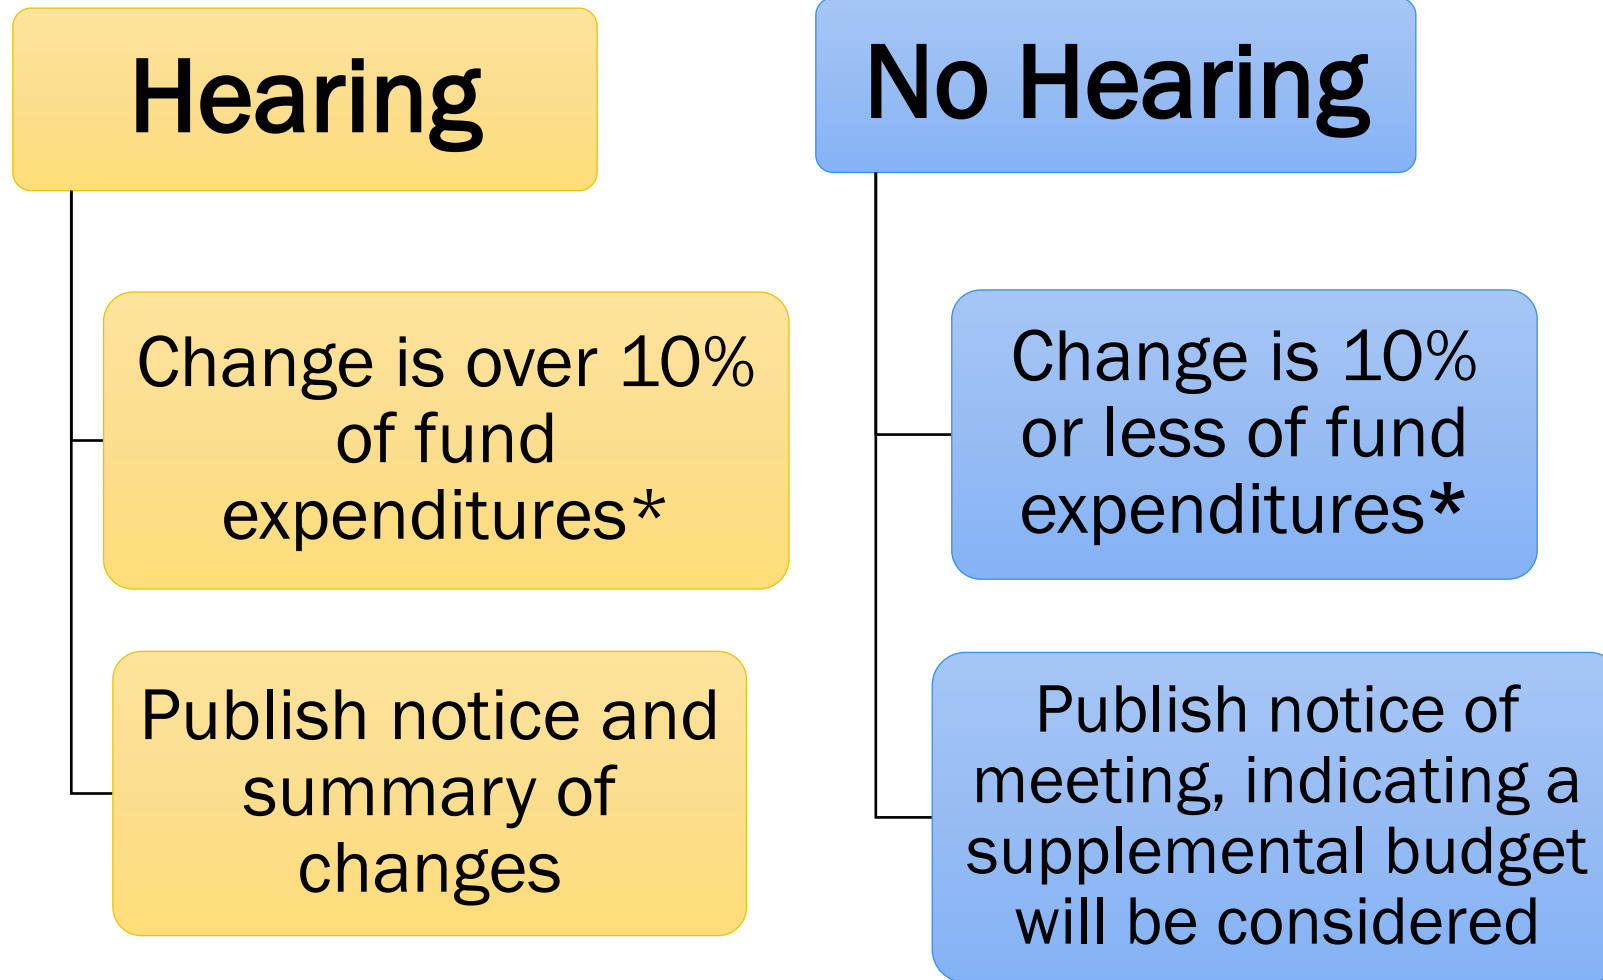 Hearing
Change is over 10%
of fund
expenditures*
Publish notice and
summary of
changes
No Hearing
Change is 10%
or less of fund
expenditures*
Publish notice of
meeting, indicating a
supplemental budget
will be considered